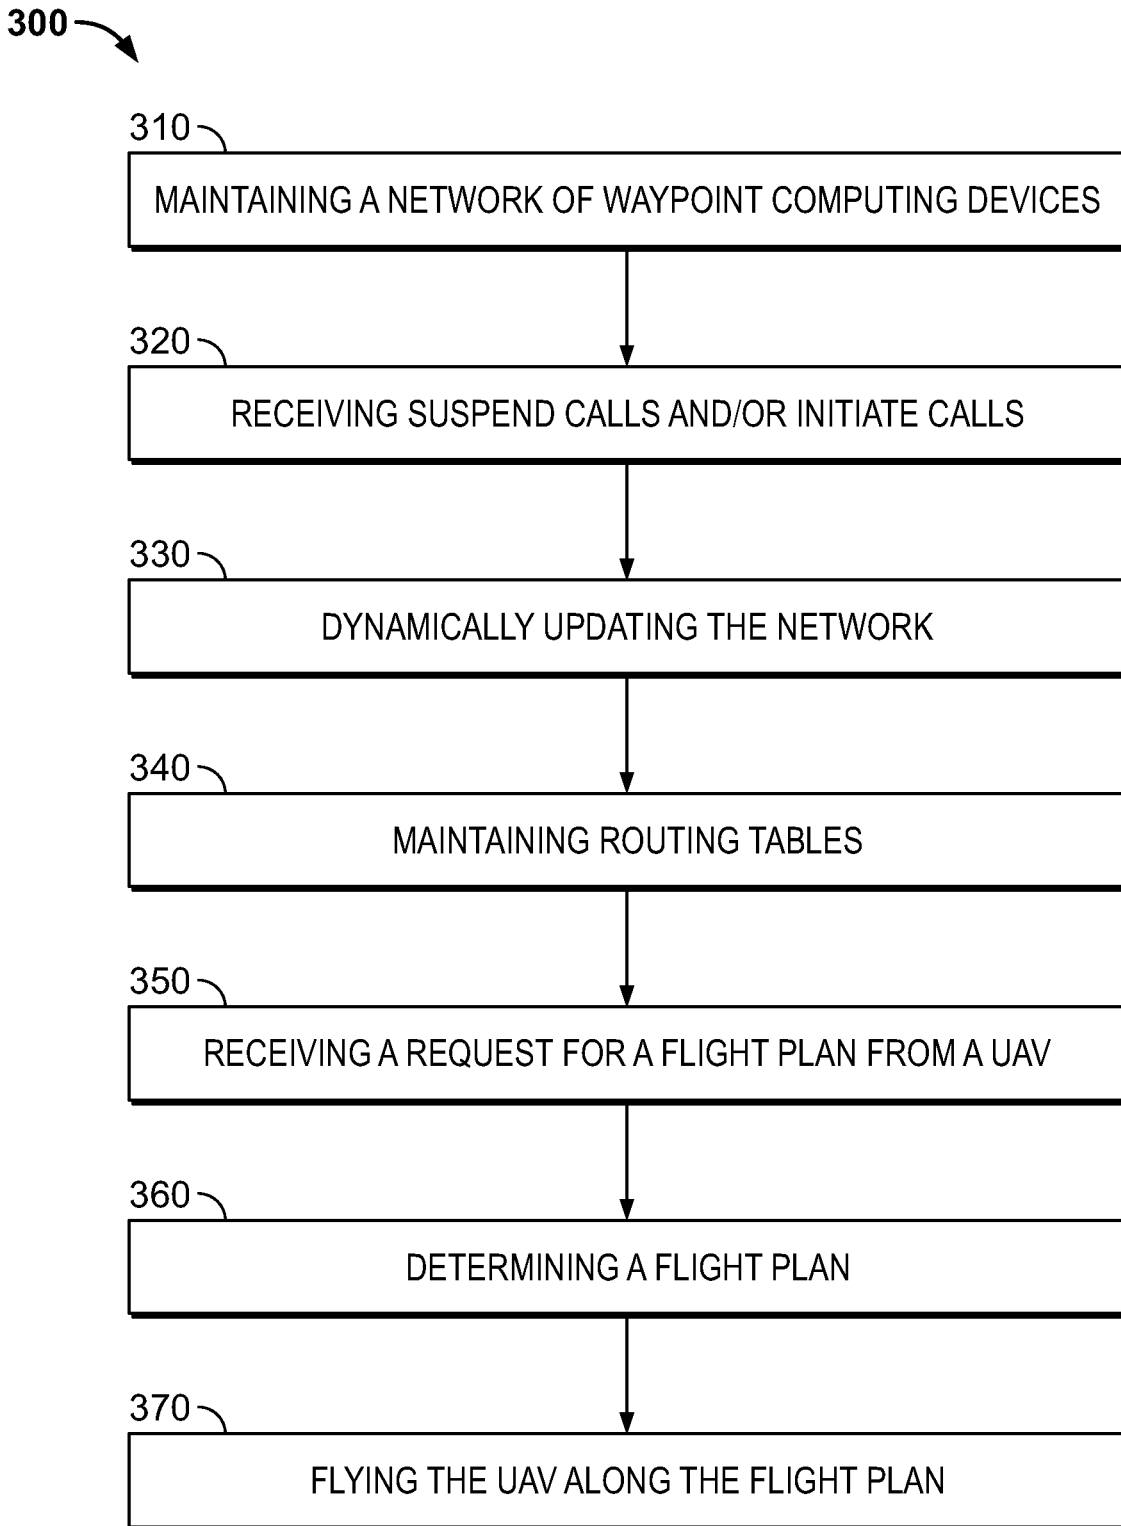 300
310
MAINTAINING A NETWORK OF WAYPOINT COMPUTING DEVICES
320
RECEIVING SUSPEND CALLS AND/OR INITIATE CALLS
330
DYNAMICALLY UPDATING THE NETWORK
340
MAINTAINING ROUTING TABLES
350
RECEIVING A REQUEST FOR A FLIGHT PLAN FROM A UAV
360
DETERMINING A FLIGHT PLAN
370
FLYING THE UAV ALONG THE FLIGHT PLAN